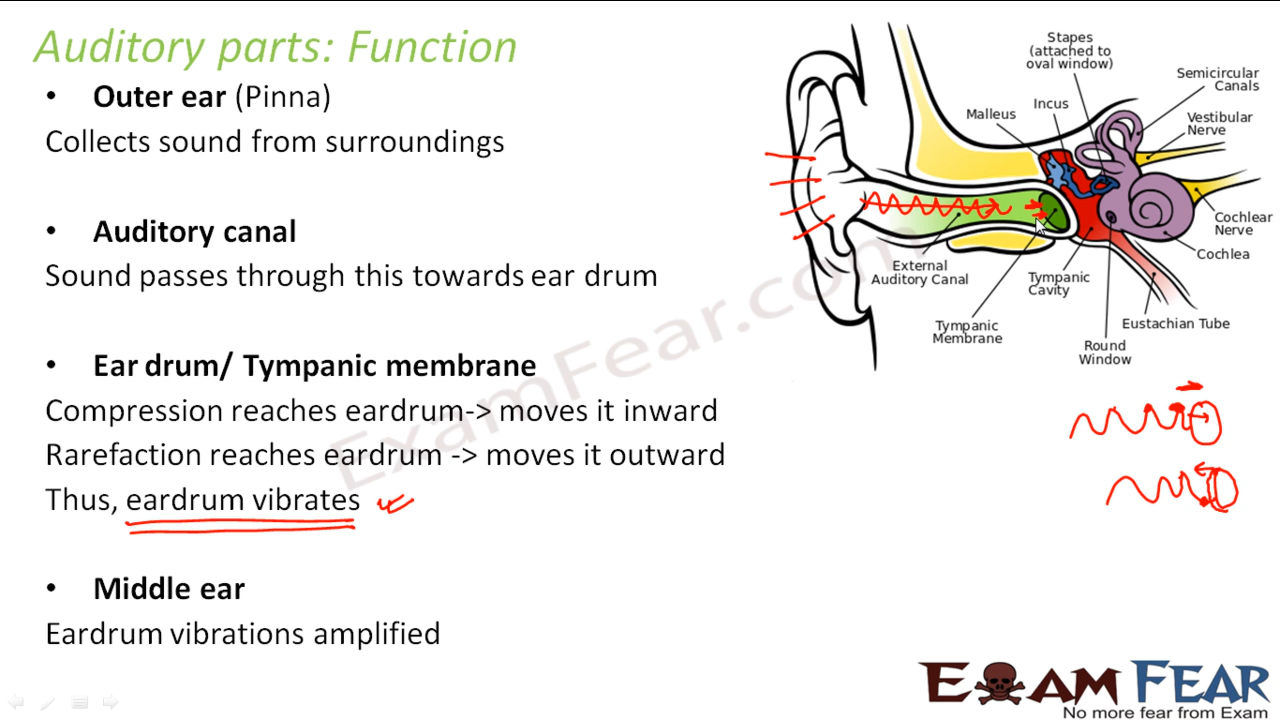 Auditory parts: Function
• Outer ear (Pinna)
Collects sound from surroundings
• Auditory canal
Sound passes through this towards ear drum
• Ear drum/ Tympanic membrane
Compression reaches eardrum-> moves it inward
Rarefaction reaches eardrum -> moves it outward
Thus, eardrum vibrates
• Middle ear
Eardrum vibrations amplified
Stapes
(attached to
oval window)
Semicircular
Canals
Incus
Malleus
Vestibular
Nerve
Cochlear
Nerve
Cochlea
External
Auditory Canal
Tympanic
Cavity
Eustachian Tube
Tympanic
Membrane
Round
Window
ExamFear.com
EXAM FEAR
No more fear from Exam